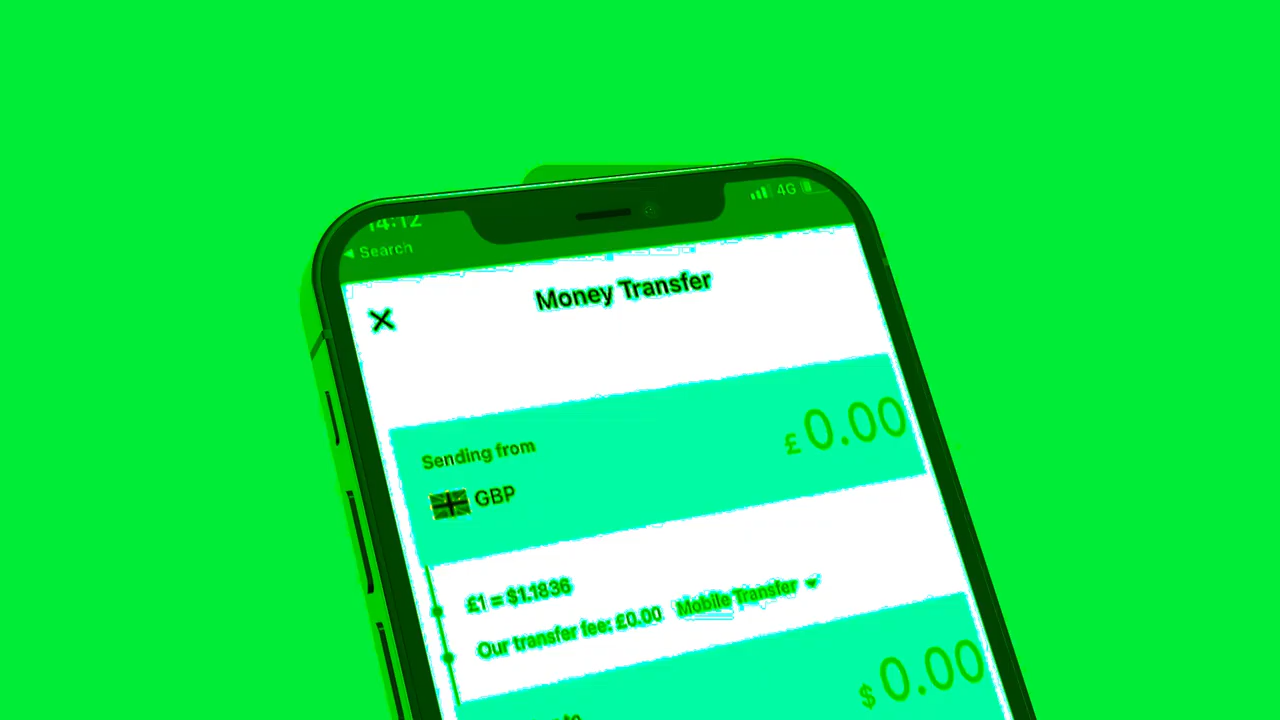 14:12 4G
◀ Search
Money Transfer
Sending from
£0.00
GBP
£1 = $1.1836
Our transfer fee: £0.00 Mobile Transfer
$0.00